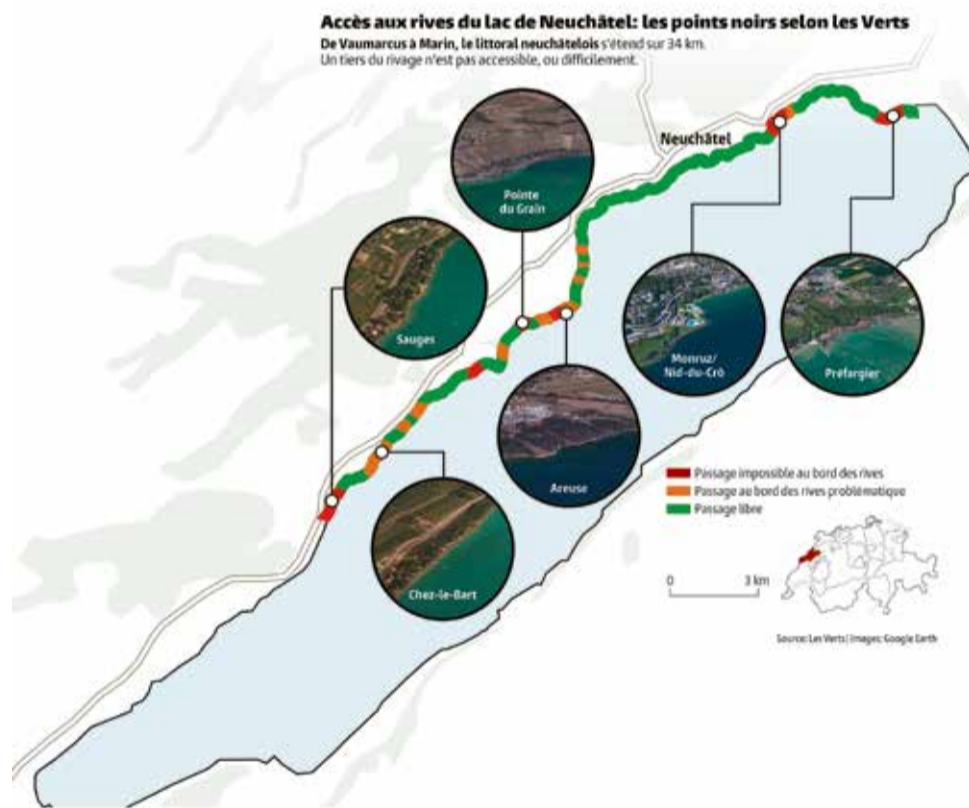 Accès aux rives du lac de Neuchâtel: les points noirs selon les Verts
De Vaumarcus à Marin, le littoral neuchâtelois s'étend sur 34 km.
Un tiers du rivage n'est pas accessible, ou difficilement.
Neuchâtel
Pointe
du Grain
Sauges
Monruz/
Nid-du-Crô
Préfargier
Areuse
Chez-le-Bart
Passage impossible au bord des rives
Passage au bord des rives problématique
Passage libre
0 3 km
Source: Les Verts | Images: Google Earth